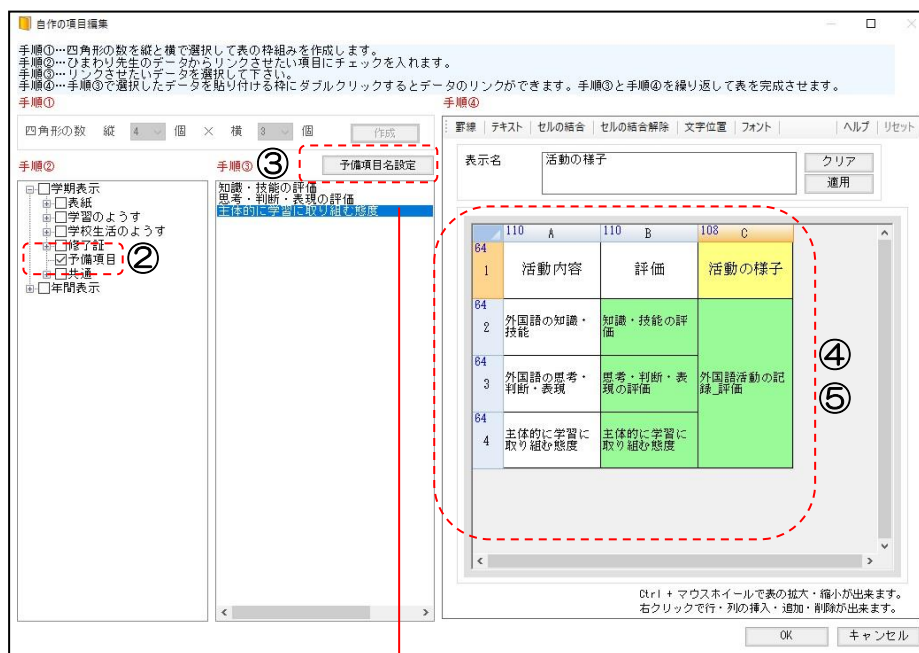 自作の項目編集
手順①…四角形の数を縦と横で選択して表の枠組みを作成します。
手順②…ひまわり先生のデータからリンクさせたい項目にチェックを入れます。
手順③…リンクさせたいデータを選択して下さい。
手順④…手順③で選択したデータを貼り付ける枠にダブルクリックするとデータのリンクができます。手順③と手順④を繰り返して表を完成させます。
手順①
四角形の数 縦 4 個 × 横 3 個 作成
手順②
学期表示
表紙
学習のようす
学校生活のようす
修了証
予備項目
共通
年間表示
②
手順③
③
予備項目名設定
知識・技能の評価
思考・判断・表現の評価
主体的に学習に取り組む態度
手順④
罫線 テキスト セルの結合 セルの結合解除 文字位置 フォント ヘルプ リセット
表示名 活動の様子 クリア
適用
110 A 110 B 108 C
64
1 活動内容 評価 活動の様子
64
2 外国語の知識・技能 知識・技能の評価
64
3 外国語の思考・判断・表現 思考・判断・表現の評価 外国語活動の記録_評価
64
4 主体的に学習に取り組む態度 主体的に学習に取り組む態度
④
⑤
Ctrl + マウスホイールで表の拡大・縮小が出来ます。
右クリックで行・列の挿入・追加・削除が出来ます。
OK キャンセル